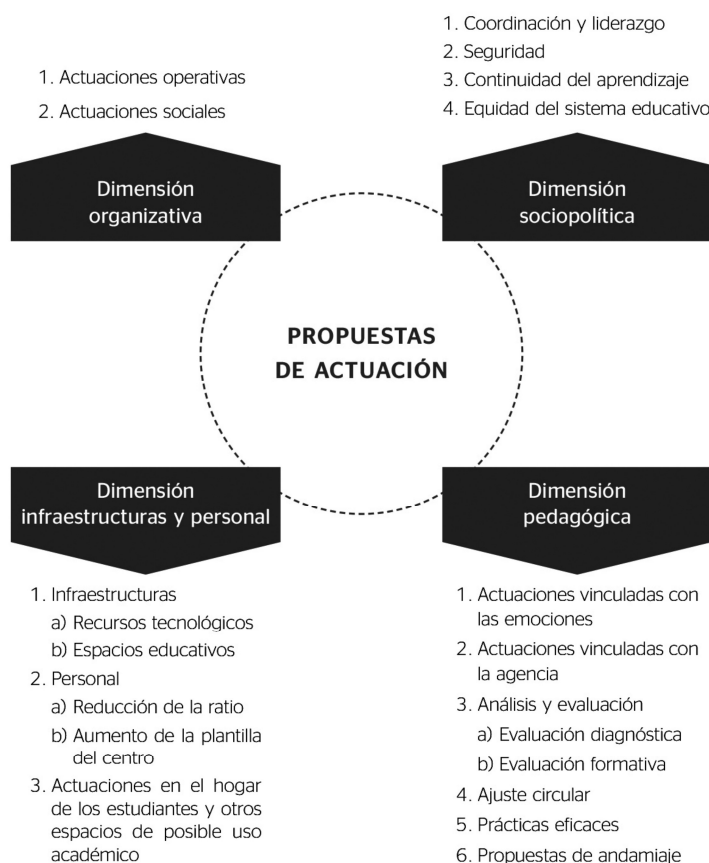 1. Actuaciones operativas
2. Actuaciones sociales
1. Coordinación y liderazgo
2. Seguridad
3. Continuidad del aprendizaje
4. Equidad del sistema educativo
Dimensión
organizativa
Dimensión
sociopolítica
PROPUESTAS
DE ACTUACIÓN
Dimensión
infraestructuras y personal
Dimensión
pedagógica
1. Infraestructuras
a) Recursos tecnológicos
b) Espacios educativos
2. Personal
a) Reducción de la ratio
b) Aumento de la plantilla
del centro
3. Actuaciones en el hogar
de los estudiantes y otros
espacios de posible uso
académico
1. Actuaciones vinculadas con
las emociones
2. Actuaciones vinculadas con
la agencia
3. Análisis y evaluación
a) Evaluación diagnóstica
b) Evaluación formativa
4. Ajuste circular
5. Prácticas eficaces
6. Propuestas de andamiaje